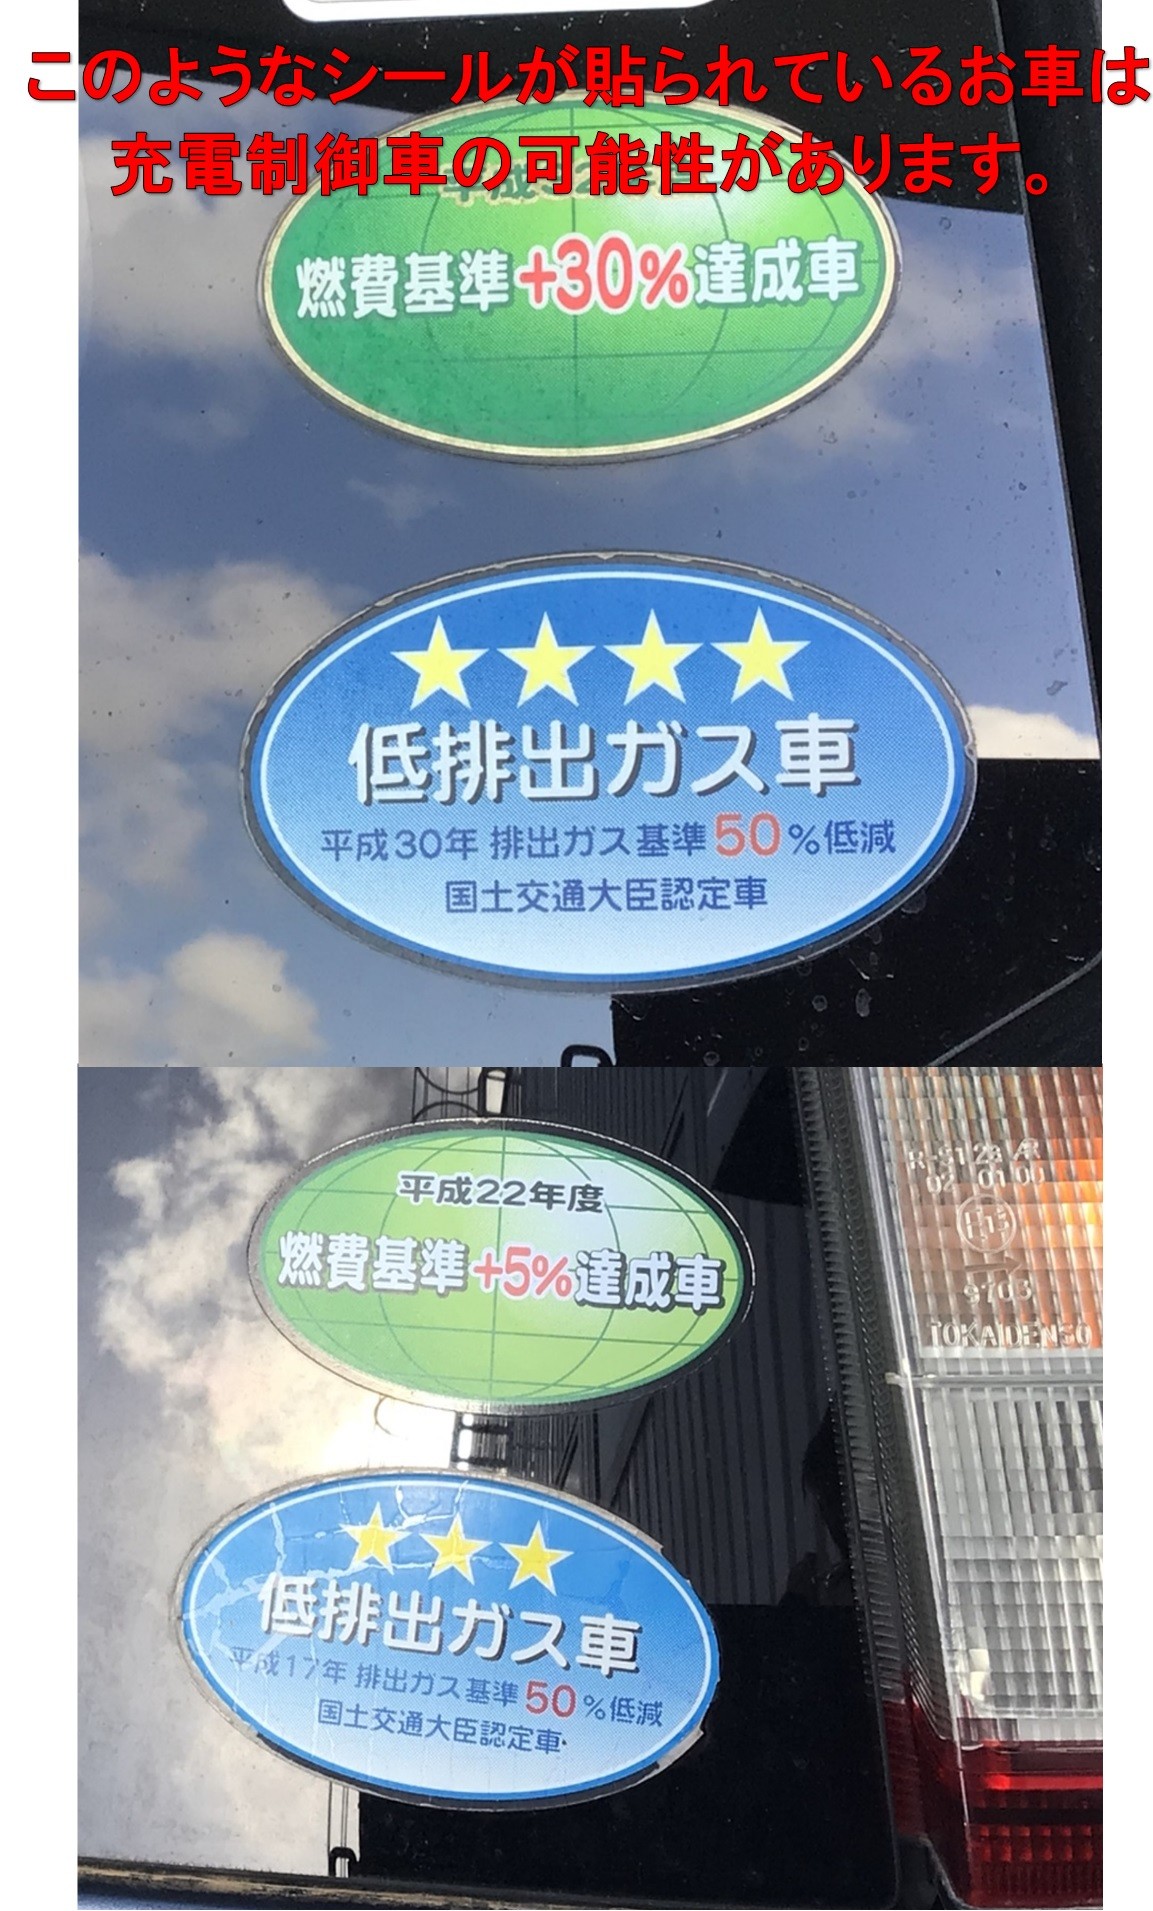 このようなシールが貼られているお車は
充電制御車の可能性があります。
燃費基準+30%達成車
★★★★
低排出ガス車
平成30年 排出ガス基準50%低減
国土交通大臣認定車
平成22年度
燃費基準+5%達成車
★★★
低排出ガス車
平成17年 排出ガス基準50%低減
国土交通大臣認定車
TOKAIDENSO